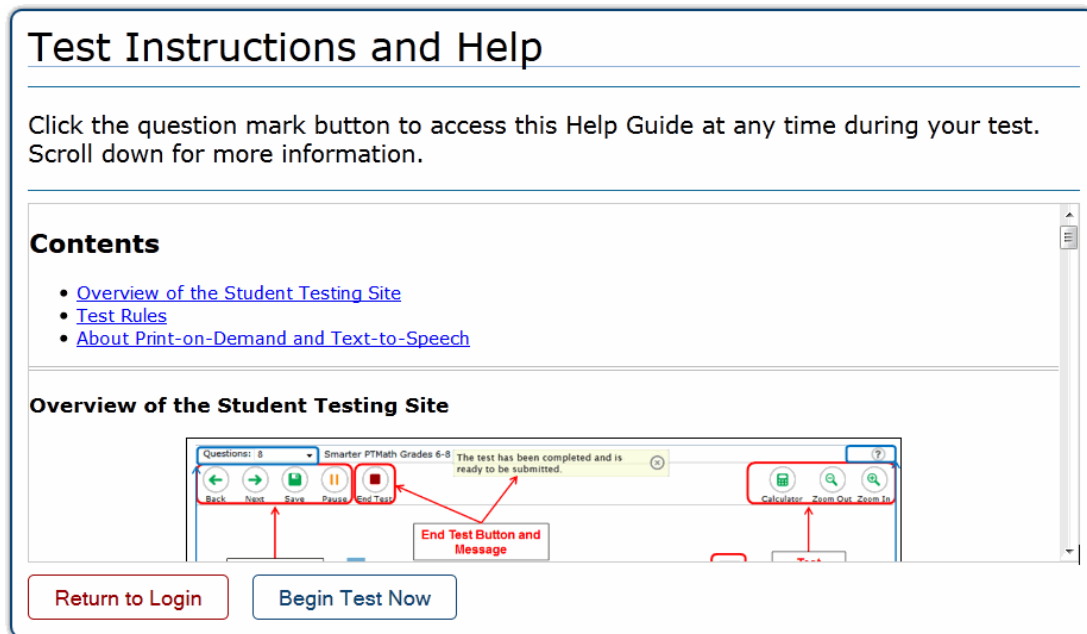 Test Instructions and Help
Click the question mark button to access this Help Guide at any time during your test.
Scroll down for more information.
Contents
Overview of the Student Testing Site
Test Rules
About Print-on-Demand and Text-to-Speech
Overview of the Student Testing Site
Questions: 8 Smarter PTMath Grades 6-8
The test has been completed and is
ready to be submitted.
?
Back Next Save Pause End Test
Calculator Zoom Out Zoom In
End Test Button and
Message
Test
Return to Login
Begin Test Now